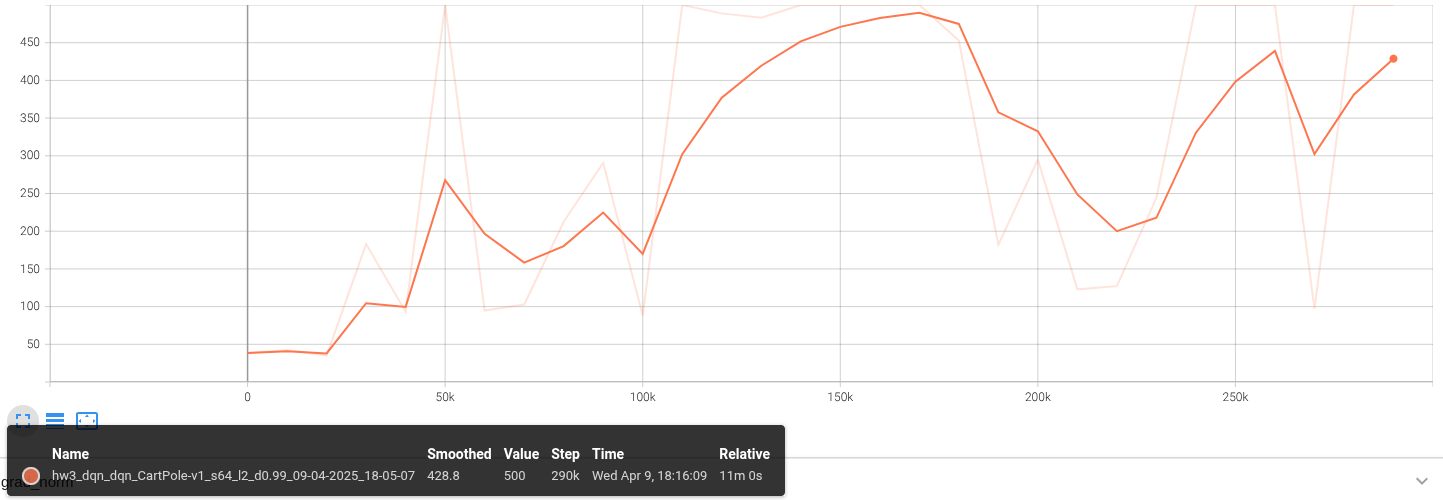 450
400
350
300
250
200
150
100
50
0 50k 100k 150k 200k 250k
Name Smoothed Value Step Time Relative
hw3_dqn_dqn_CartPole-v1_s64_l2_d0.99_09-04-2025_18-05-07 428.8 500 290k Wed Apr 9, 18:16:09 11m 0s
grad_norm